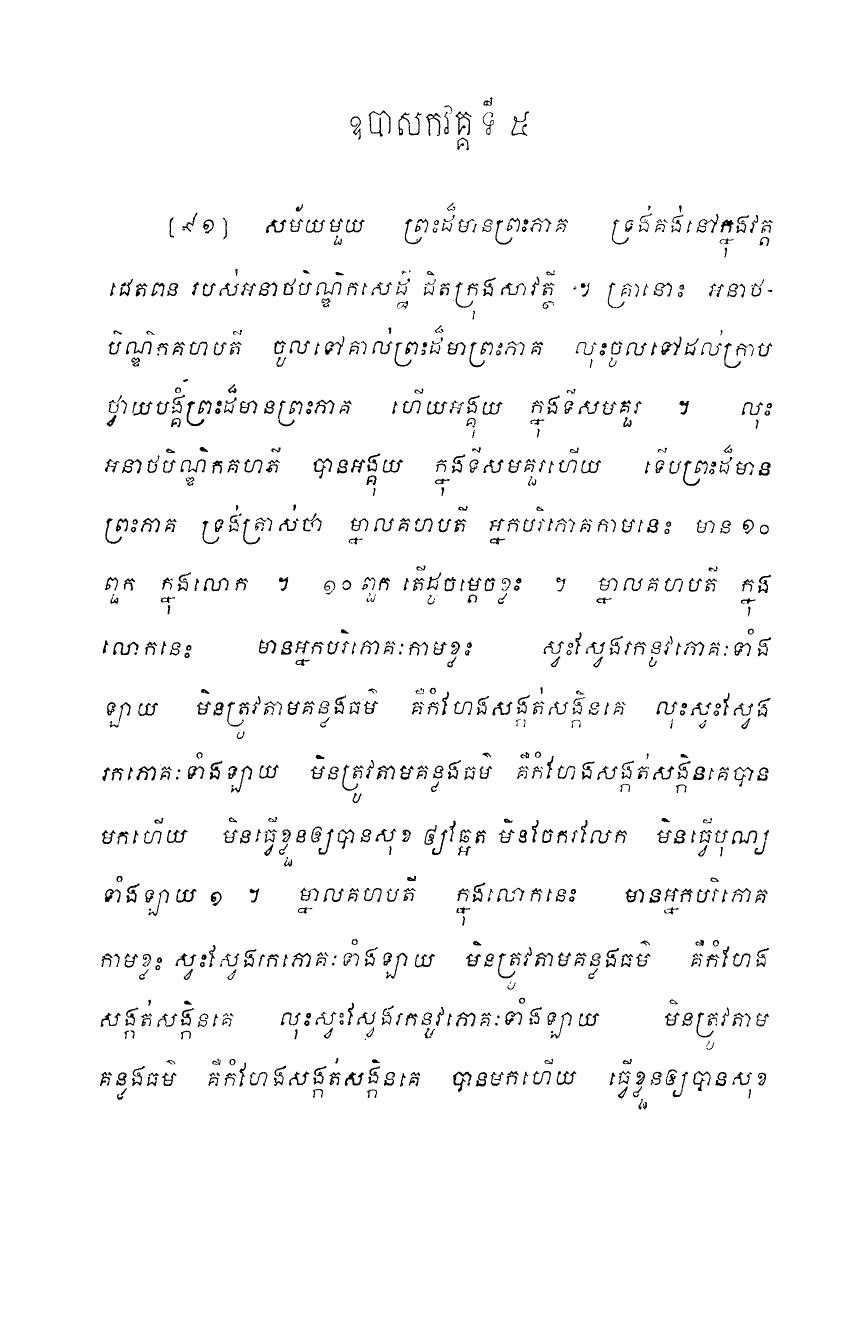 ឧបាសកវគ្គ ទី ៥
[៩១] សម័យមួយ ព្រះដ៏មានព្រះភាគ ទ្រង់គង់នៅក្នុងវត្ត
ជេតពន របស់អនាថបិណ្ឌិកសេដ្ឋី ជិតក្រុងសាវត្ថី ។ គ្រានោះ អនាថ-
បិណ្ឌិកគហបតី ចូលទៅគាល់ព្រះដ៏មាព្រះភាគ លុះចូលទៅដល់ក្រាប
ថ្វាយបង្គំព្រះដ៏មានព្រះភាគ ហើយអង្គុយ ក្នុងទីសមគួរ ។ លុះ
អនាថបិណ្ឌិកគហតី បានអង្គុយ ក្នុងទីសមគួរហើយ ទើបព្រះដ៏មាន
ព្រះភាគ ទ្រង់ត្រាស់ថា ម្នាលគហបតី អ្នកបរិភោគកាមនេះ មាន ១០
ពួក ក្នុងលោក ។ ១០ ពួក តើដូចម្តេចខ្លះ ។ ម្នាលគហបតី ក្នុង
លោកនេះ មានអ្នកបរិភោគៈកាមខ្លះ ស្វះស្វែងរកនូវភោគៈទាំង
ឡាយ មិនត្រូវតាមគន្លងធម៌ គឺកំហែងសង្កត់សង្កិនគេ លុះស្វះស្វែង
រកភោគៈទាំងឡាយ មិនត្រូវតាមគន្លងធម៌ គឺកំហែងសង្កត់សង្កិនគេបាន
មកហើយ មិនធ្វើខ្លួនឲ្យបានសុខ ឲ្យឆ្អែត មិនចែករលែក មិនធ្វើបុណ្យ
ទាំងឡាយ ១ ។ ម្នាលគហបតី ក្នុងលោកនេះ មានអ្នកបរិភោគ
កាមខ្លះ ស្វះស្វែងរកភោគៈទាំងឡាយ មិនត្រូវតាមគន្លងធម៌ គឺកំហែង
សង្កត់សង្កិនគេ លុះស្វះស្វែងរកនូវភោគៈទាំងឡាយ មិនត្រូវតាម
គន្លងធម៌ គឺកំហែងសង្កត់សង្កិនគេ បានមកហើយ ធ្វើខ្លួនឲ្យបានសុខ